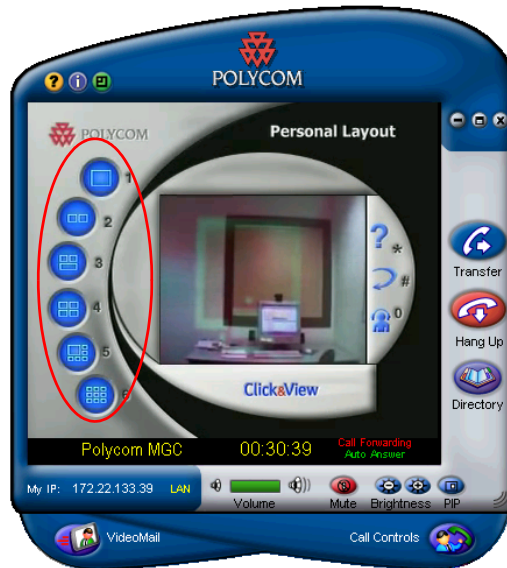 POLYCOM
?
i
POLYCOM
Personal Layout
1
2
3
4
5
6
? *
#
0
Click&View
Transfer
Hang Up
Directory
Polycom MGC 00:30:39
Call Forwarding
Auto Answer
My IP: 172.22.133.39 LAN
Volume
Mute
Brightness
PIP
VideoMail
Call Controls